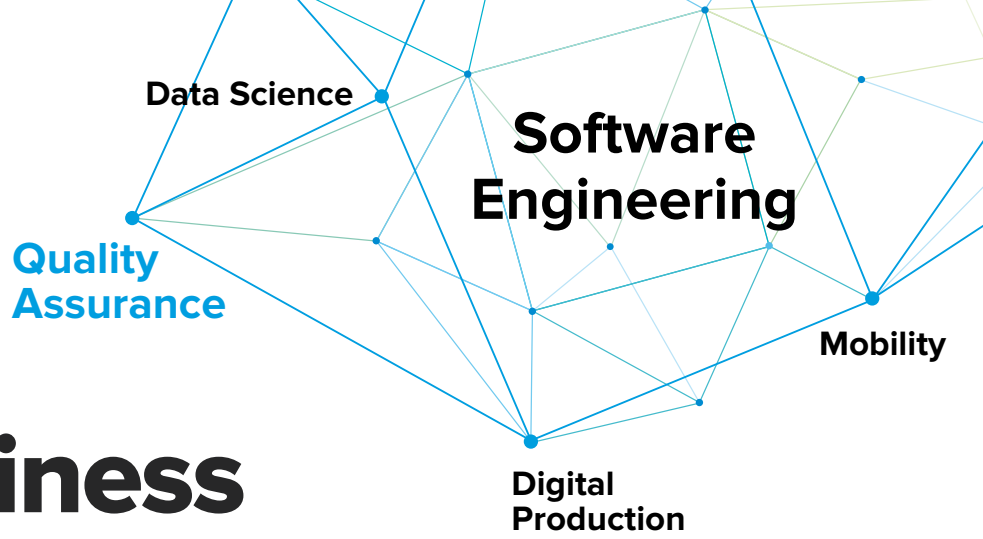 Data Science
Software
Engineering
Quality
Assurance
Mobility
iness
Digital
Production